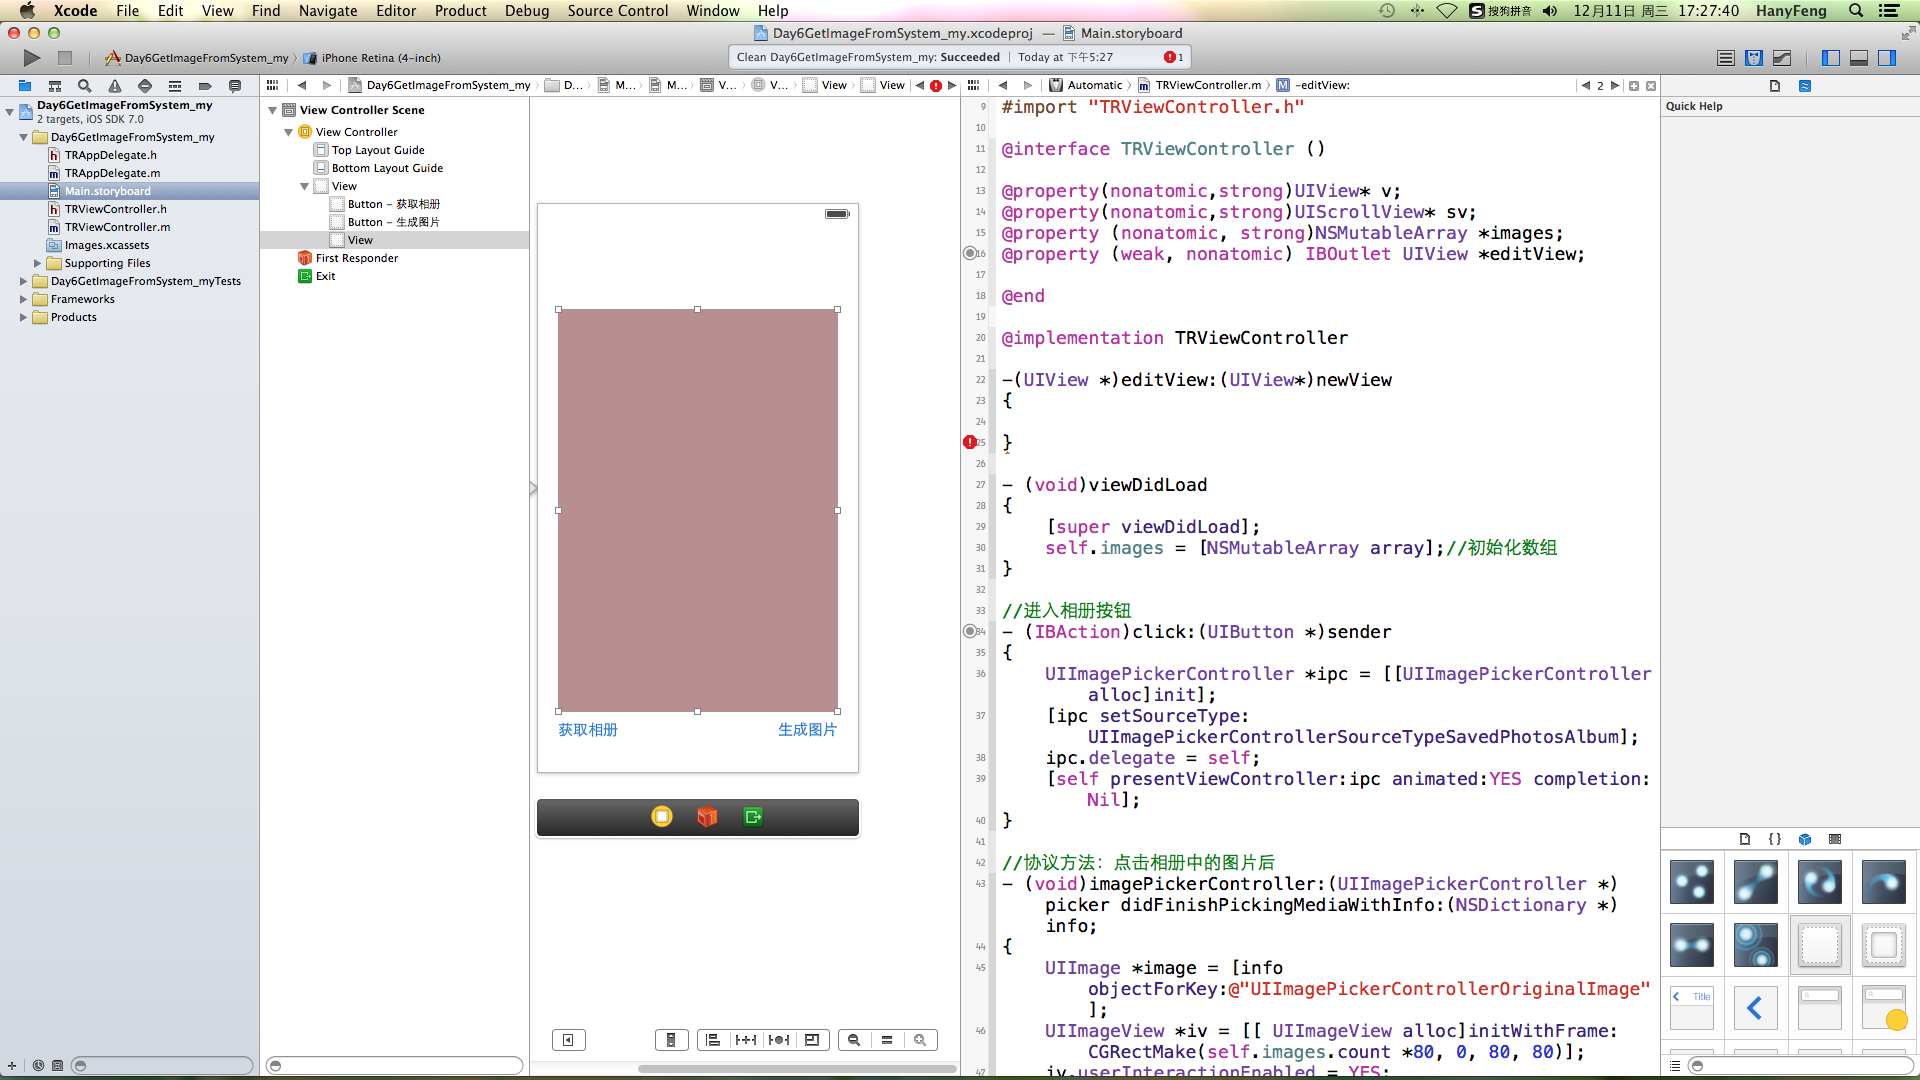 Xcode File Edit View Find Navigate Editor Product Debug Source Control Window Help
搜狗拼音 12月11日 周三 17:27:40 HanyFeng
Day6GetImageFromSystem_my.xcodeproj — Main.storyboard
Day6GetImageFromSystem_my iPhone Retina (4-inch)
Clean Day6GetImageFromSystem_my: Succeeded Today at 下午5:27 1
Day6GetImageFromSystem_my D... M... M... V... V... View View
Automatic TRViewController.m -editView: 2
Day6GetImageFromSystem_my
2 targets, iOS SDK 7.0
Day6GetImageFromSystem_my
TRAppDelegate.h
TRAppDelegate.m
Main.storyboard
TRViewController.h
TRViewController.m
Images.xcassets
Supporting Files
Day6GetImageFromSystem_myTests
Frameworks
Products
View Controller Scene
View Controller
Top Layout Guide
Bottom Layout Guide
View
Button - 获取相册
Button - 生成图片
View
First Responder
Exit
获取相册 生成图片
9 #import "TRViewController.h"
10
11 @interface TRViewController ()
12
13 @property(nonatomic,strong)UIView* v;
14 @property(nonatomic,strong)UIScrollView* sv;
15 @property (nonatomic, strong)NSMutableArray *images;
16 @property (weak, nonatomic) IBOutlet UIView *editView;
17
18 @end
19
20 @implementation TRViewController
21
22 -(UIView *)editView:(UIView*)newView
23 {
24
25 }
26
27 - (void)viewDidLoad
28 {
29 [super viewDidLoad];
30 self.images = [NSMutableArray array];//初始化数组
31 }
32
33 //进入相册按钮
34 - (IBAction)click:(UIButton *)sender
35 {
36 UIImagePickerController *ipc = [[UIImagePickerController
alloc]init];
37 [ipc setSourceType:
UIImagePickerControllerSourceTypeSavedPhotosAlbum];
38 ipc.delegate = self;
39 [self presentViewController:ipc animated:YES completion:
Nil];
40 }
41
42 //协议方法: 点击相册中的图片后
43 - (void)imagePickerController:(UIImagePickerController *)
picker didFinishPickingMediaWithInfo:(NSDictionary *)
info;
44 {
45 UIImage *image = [info
objectForKey:@"UIImagePickerControllerOriginalImage"
];
46 UIImageView *iv = [[ UIImageView alloc]initWithFrame:
CGRectMake(self.images.count *80, 0, 80, 80)];
47 iv.userInteractionEnabled = YES;
Quick Help
{ }
Title